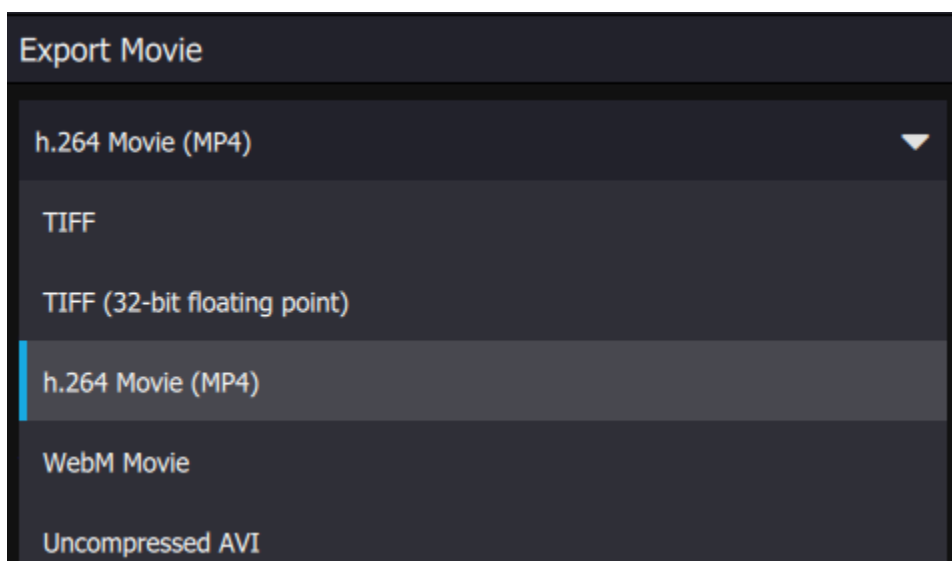 Export Movie
h.264 Movie (MP4)
TIFF
TIFF (32-bit floating point)
h.264 Movie (MP4)
WebM Movie
Uncompressed AVI